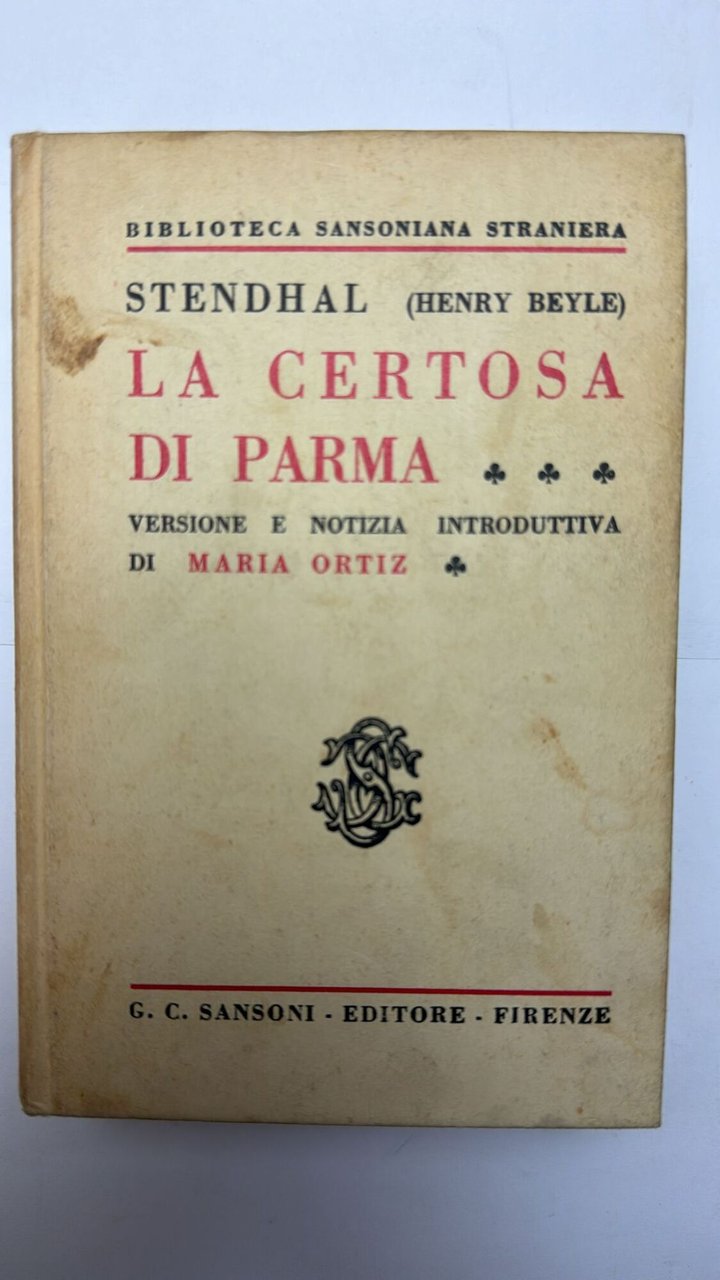 BIBLIOTECA SANSONIANA STRANIERA
STENDHAL (HENRY BEYLE)
LA CERTOSA
DI PARMA ♣ ♣ ♣
VERSIONE E NOTIZIA INTRODUTTIVA
DI MARIA ORTIZ ♣
G. C. SANSONI - EDITORE - FIRENZE